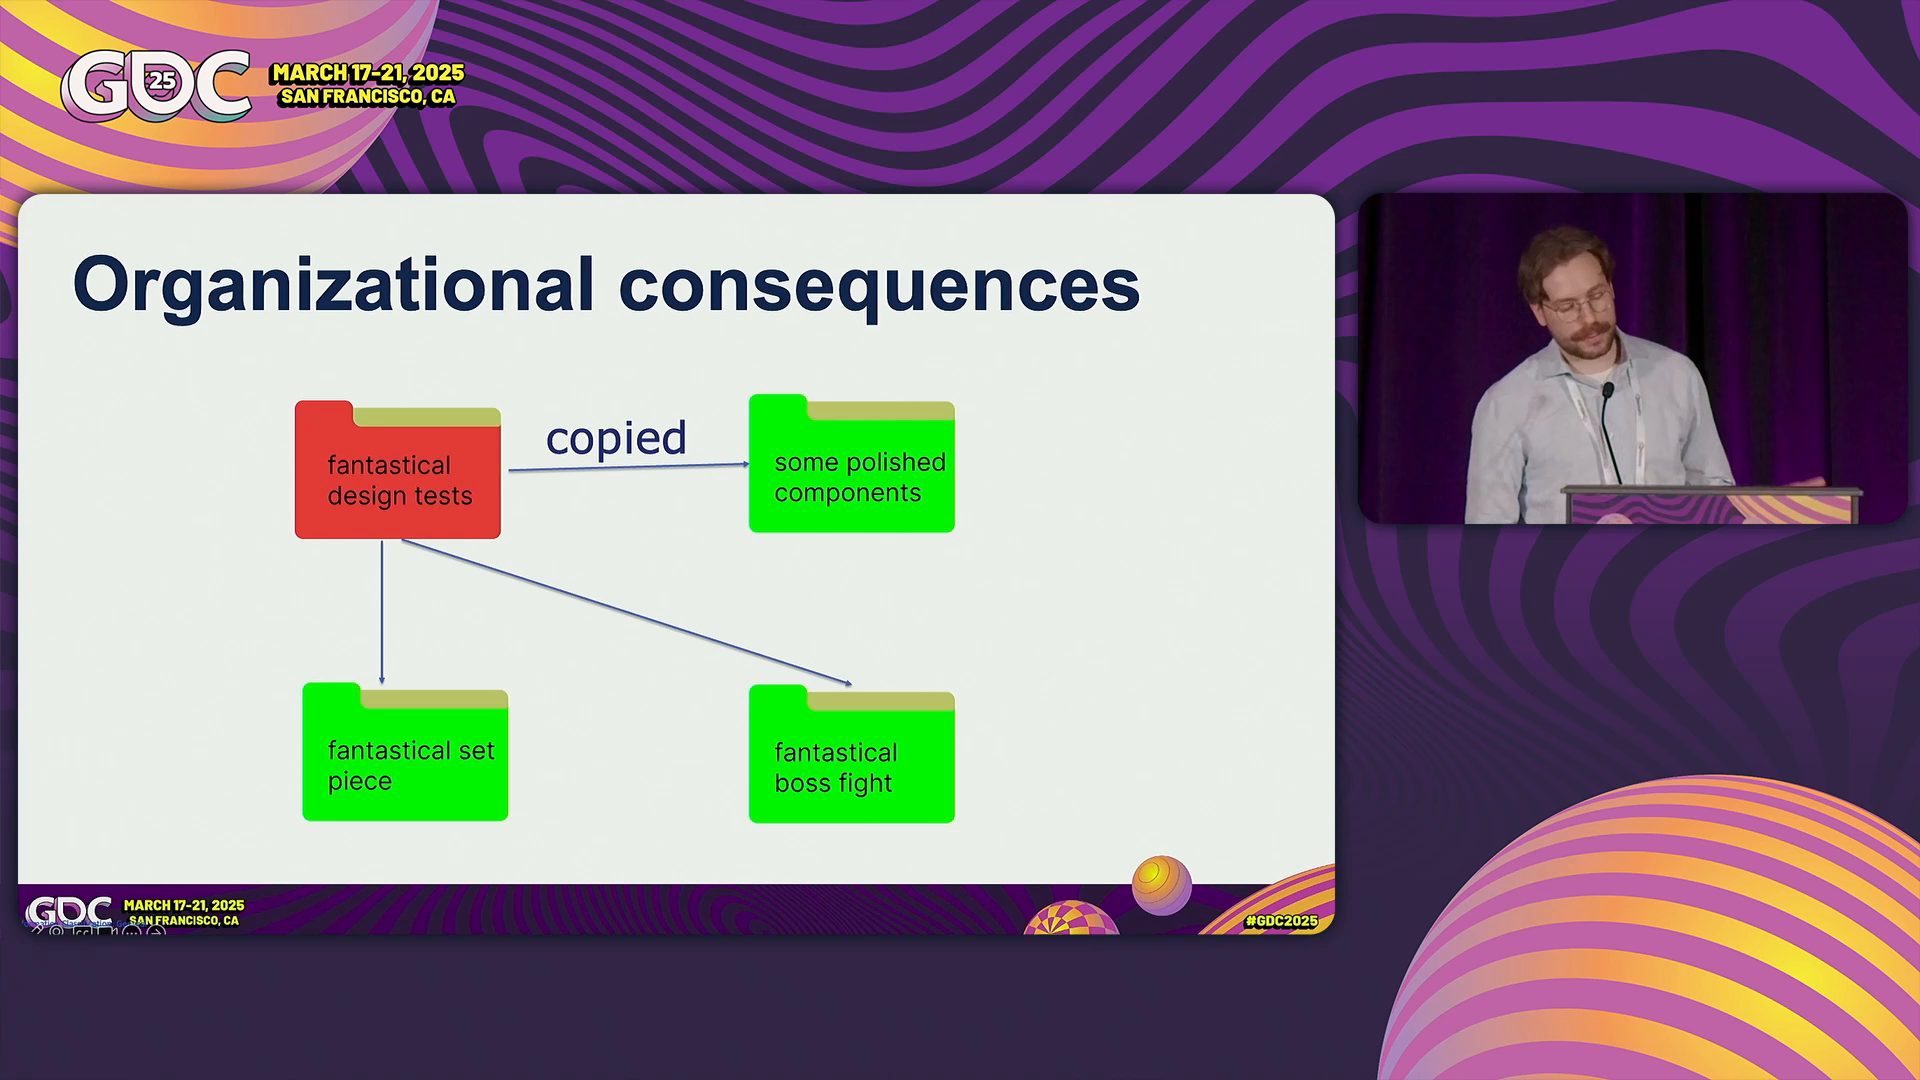 GDC 25
MARCH 17-21, 2025
SAN FRANCISCO, CA
Organizational consequences
fantastical
design tests
copied
some polished
components
fantastical set
piece
fantastical
boss fight
GDC
MARCH 17-21, 2025
SAN FRANCISCO, CA
#GDC2025